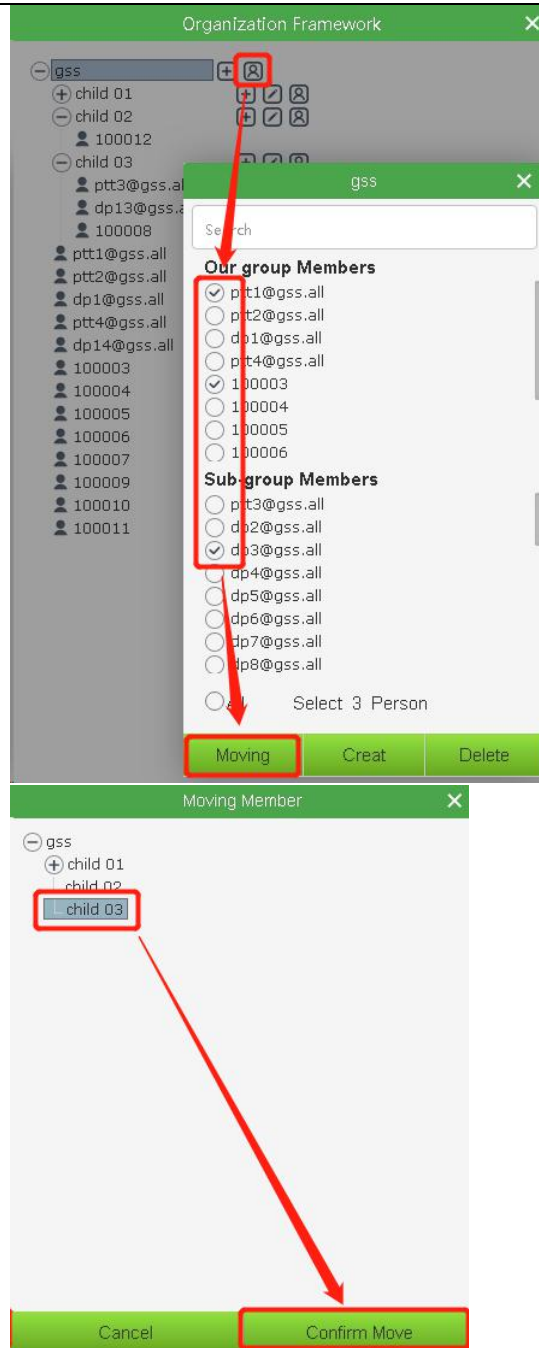 Organization Framework
gss
child 01
child 02
100012
child 03
ptt3@gss.al
dp13@gss.a
100008
ptt1@gss.all
ptt2@gss.all
dp1@gss.all
ptt4@gss.all
dp14@gss.all
100003
100004
100005
100006
100007
100009
100010
100011
gss
Search
Our group Members
ptt1@gss.all
ptt2@gss.all
dp1@gss.all
ptt4@gss.all
100003
100004
100005
100006
Sub-group Members
ptt3@gss.all
dp2@gss.all
dp3@gss.all
dp4@gss.all
dp5@gss.all
dp6@gss.all
dp7@gss.all
dp8@gss.all
All Select 3 Person
Moving Creat Delete
Moving Member
gss
child 01
child 02
child 03
Cancel Confirm Move